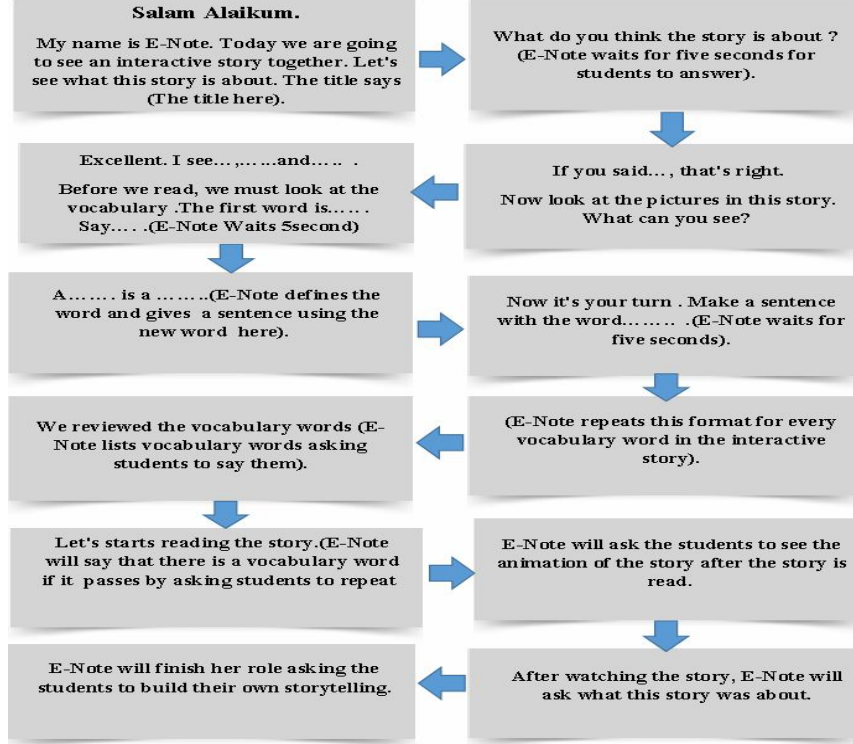 Salam Alaikum.
My name is E-Note. Today we are going
to see an interactive story together. Let's
see what this story is about. The title says
(The title here).
What do you think the story is about ?
(E-Note waits for five seconds for
students to answer).
If you said..., that's right.
Now look at the pictures in this story.
What can you see?
Excellent. I see...,......and..... .
Before we read, we must look at the
vocabulary .The first word is......
Say..... .(E-Note Waits 5second)
A....... is a ........(E-Note defines the
word and gives a sentence using the
new word here).
Now it's your turn . Make a sentence
with the word........ .(E-Note waits for
five seconds).
(E-Note repeats this format for every
vocabulary word in the interactive
story).
We reviewed the vocabulary words (E-
Note lists vocabulary words asking
students to say them).
Let's starts reading the story.(E-Note
will say that there is a vocabulary word
if it passes by asking students to repeat
E-Note will ask the students to see the
animation of the story after the story is
read.
After watching the story, E-Note will
ask what this story was about.
E-Note will finish her role asking the
students to build their own storytelling.